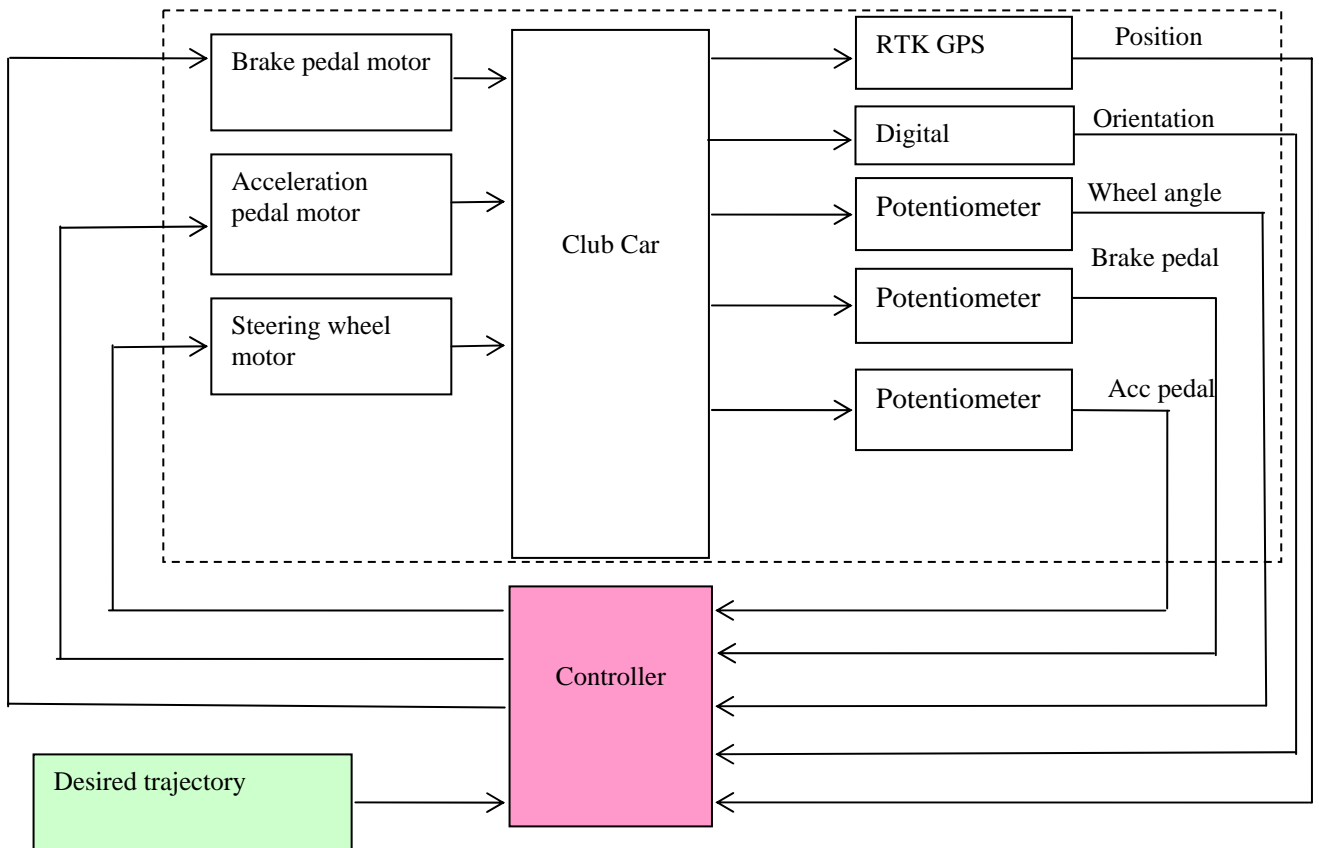 Brake pedal motor
Acceleration
pedal motor
Steering wheel
motor
Club Car
RTK GPS
Position
Digital
Orientation
Potentiometer
Wheel angle
Potentiometer
Brake pedal
Potentiometer
Acc pedal
Controller
Desired trajectory